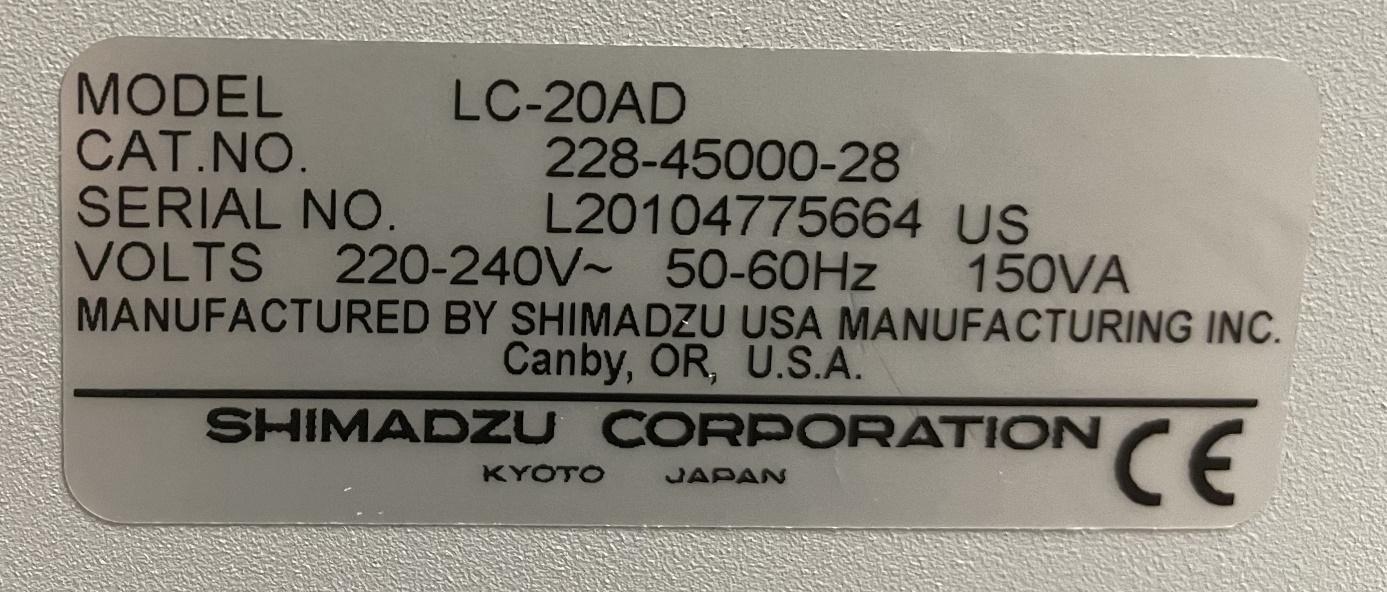 MODEL LC-20AD
CAT.NO. 228-45000-28
SERIAL NO. L20104775664 US
VOLTS 220-240V~ 50-60Hz 150VA
MANUFACTURED BY SHIMADZU USA MANUFACTURING INC.
Canby, OR, U.S.A.
SHIMADZU CORPORATION CE
KYOTO JAPAN